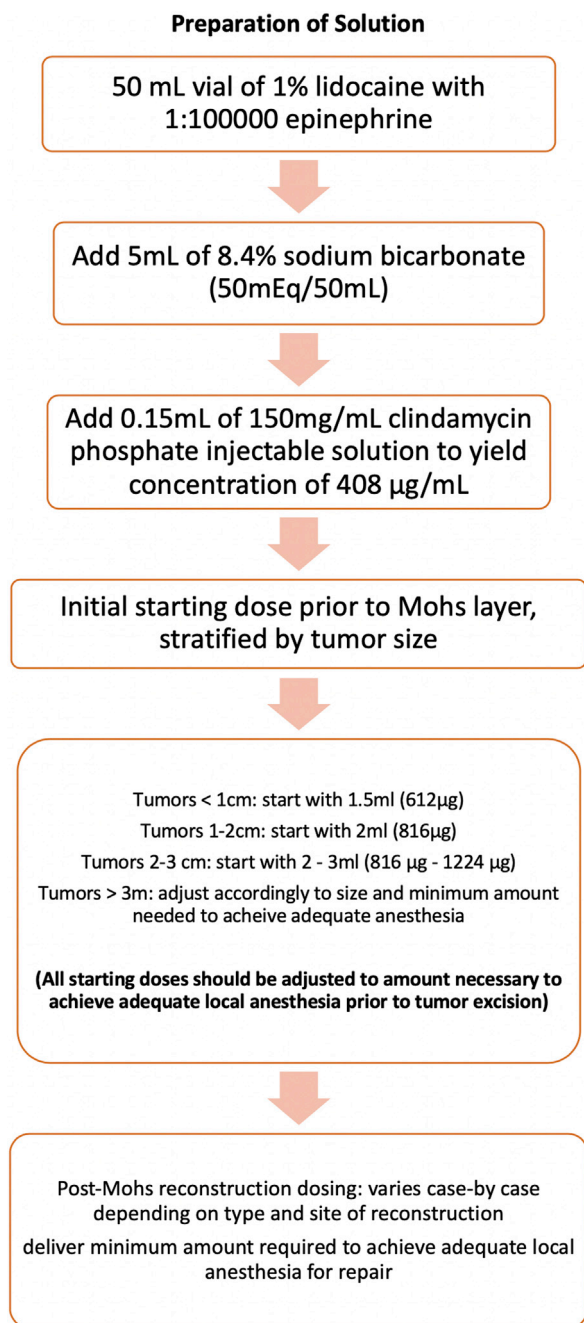 Preparation of Solution
50 mL vial of 1% lidocaine with
1:100000 epinephrine
Add 5mL of 8.4% sodium bicarbonate
(50mEq/50mL)
Add 0.15mL of 150mg/mL clindamycin
phosphate injectable solution to yield
concentration of 408 µg/mL
Initial starting dose prior to Mohs layer,
stratified by tumor size
Tumors < 1cm: start with 1.5ml (612µg)
Tumors 1-2cm: start with 2ml (816µg)
Tumors 2-3 cm: start with 2 - 3ml (816 µg - 1224 µg)
Tumors > 3m: adjust accordingly to size and minimum amount
needed to acheive adequate anesthesia
(All starting doses should be adjusted to amount necessary to
achieve adequate local anesthesia prior to tumor excision)
Post-Mohs reconstruction dosing: varies case-by case
depending on type and site of reconstruction
deliver minimum amount required to achieve adequate local
anesthesia for repair